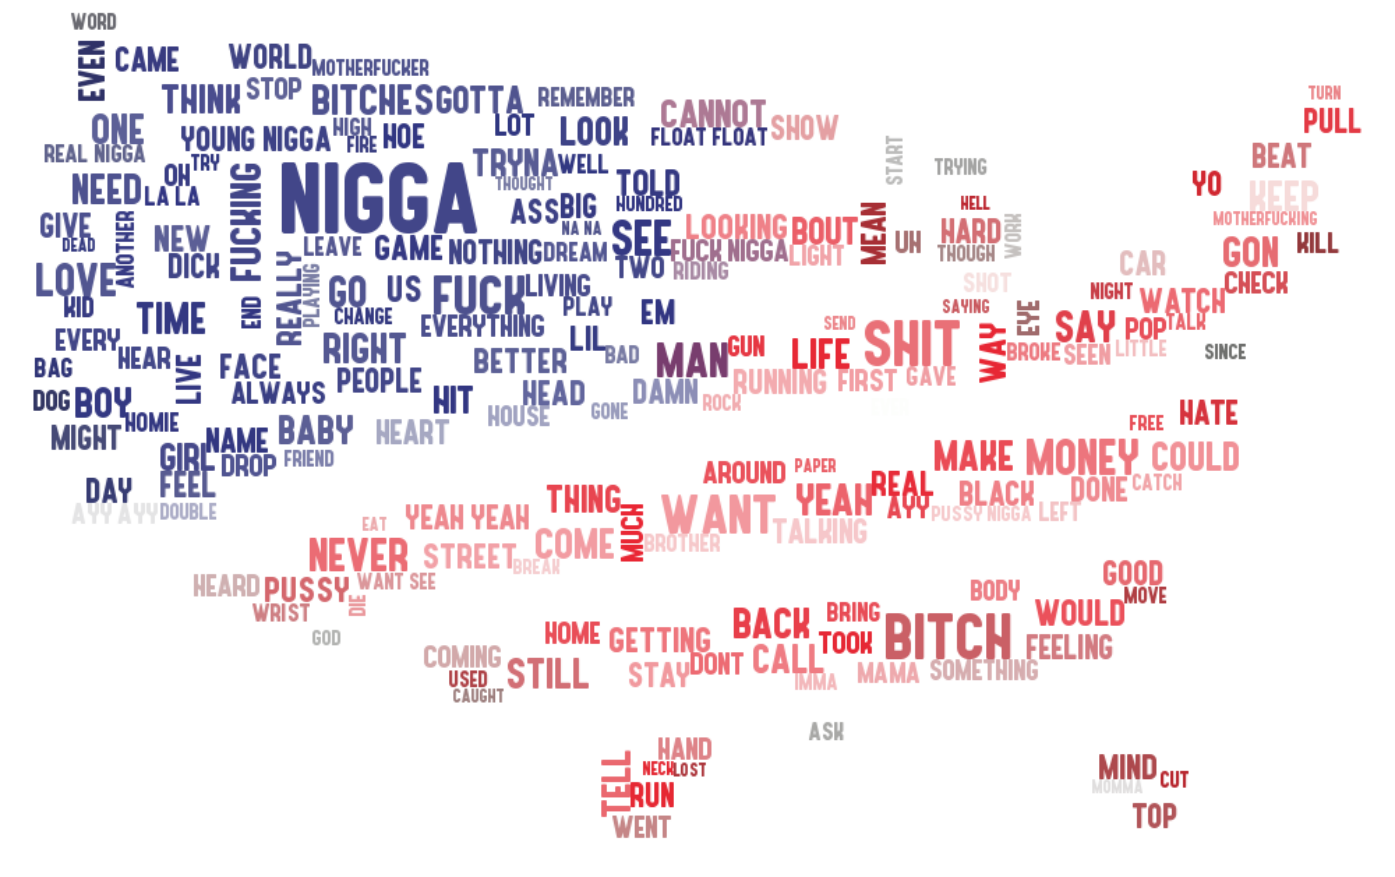 WORD
EVEN
CAME
WORLD
MOTHERFUCKER
THINK
STOP
BITCHES
GOTTA
REMEMBER
CANNOT
SHOW
TURN
PULL
ONE
YOUNG NIGGA
HIGH
FIRE
HOE
LOT
LOOK
FLOAT FLOAT
START
TRYING
BEAT
REAL NIGGA
OH
TRY
NEED
LA LA
FUCKING
NIGGA
TRYNA
WELL
THOUGHT
TOLD
HUNDRED
YO
KEEP
MOTHERFUCKING
GIVE
DEAD
ANOTHER
NEW
DICK
ASS
BIG
NA NA
SEE
LOOKING
BOUT
MEAN
UH
HELL
HARD
THOUGH
WORK
GON
KILL
LEAVE
GAME
NOTHING
DREAM
TWO
FUCK NIGGA
RIDING
LIGHT
CAR
CHECK
LOVE
KID
REALLY
PLAYING
GO
US
FUCK
LIVING
SHOT
NIGHT
WATCH
TIME
END
CHANGE
EVERYTHING
PLAY
EM
SEND
SAYING
EYE
SAY
POP
TALK
EVERY
HEAR
LIVE
FACE
RIGHT
BETTER
LIL
BAD
MAN
GUN
LIFE
SHIT
WAY
BROKE
SEEN
LITTLE
SINCE
BAG
ALWAYS
PEOPLE
HIT
HEAD
DAMN
RUNNING
FIRST
GAVE
DOG
BOY
HOMIE
HOUSE
GONE
ROCK
FREE
HATE
MIGHT
GIRL
NAME
BABY
HEART
DROP
FRIEND
AROUND
PAPER
MAKE
MONEY
COULD
DAY
FEEL
THING
REAL
BLACK
DONE
CATCH
AYY AYY
DOUBLE
EAT
YEAH YEAH
MUCH
WANT
YEAH
AYY
PUSSY NIGGA
LEFT
NEVER
STREET
COME
BREAK
BROTHER
TALKING
HEARD
PUSSY
WANT SEE
BODY
GOOD
MOVE
WRIST
DIE
GOD
HOME
GETTING
BACK
BRING
TOOK
BITCH
WOULD
FEELING
COMING
USED
CAUGHT
STILL
STAY
DONT
CALL
IMMA
MAMA
SOMETHING
ASK
TELL
HAND
NECK
LOST
RUN
WENT
MIND
MOMMA
CUT
TOP